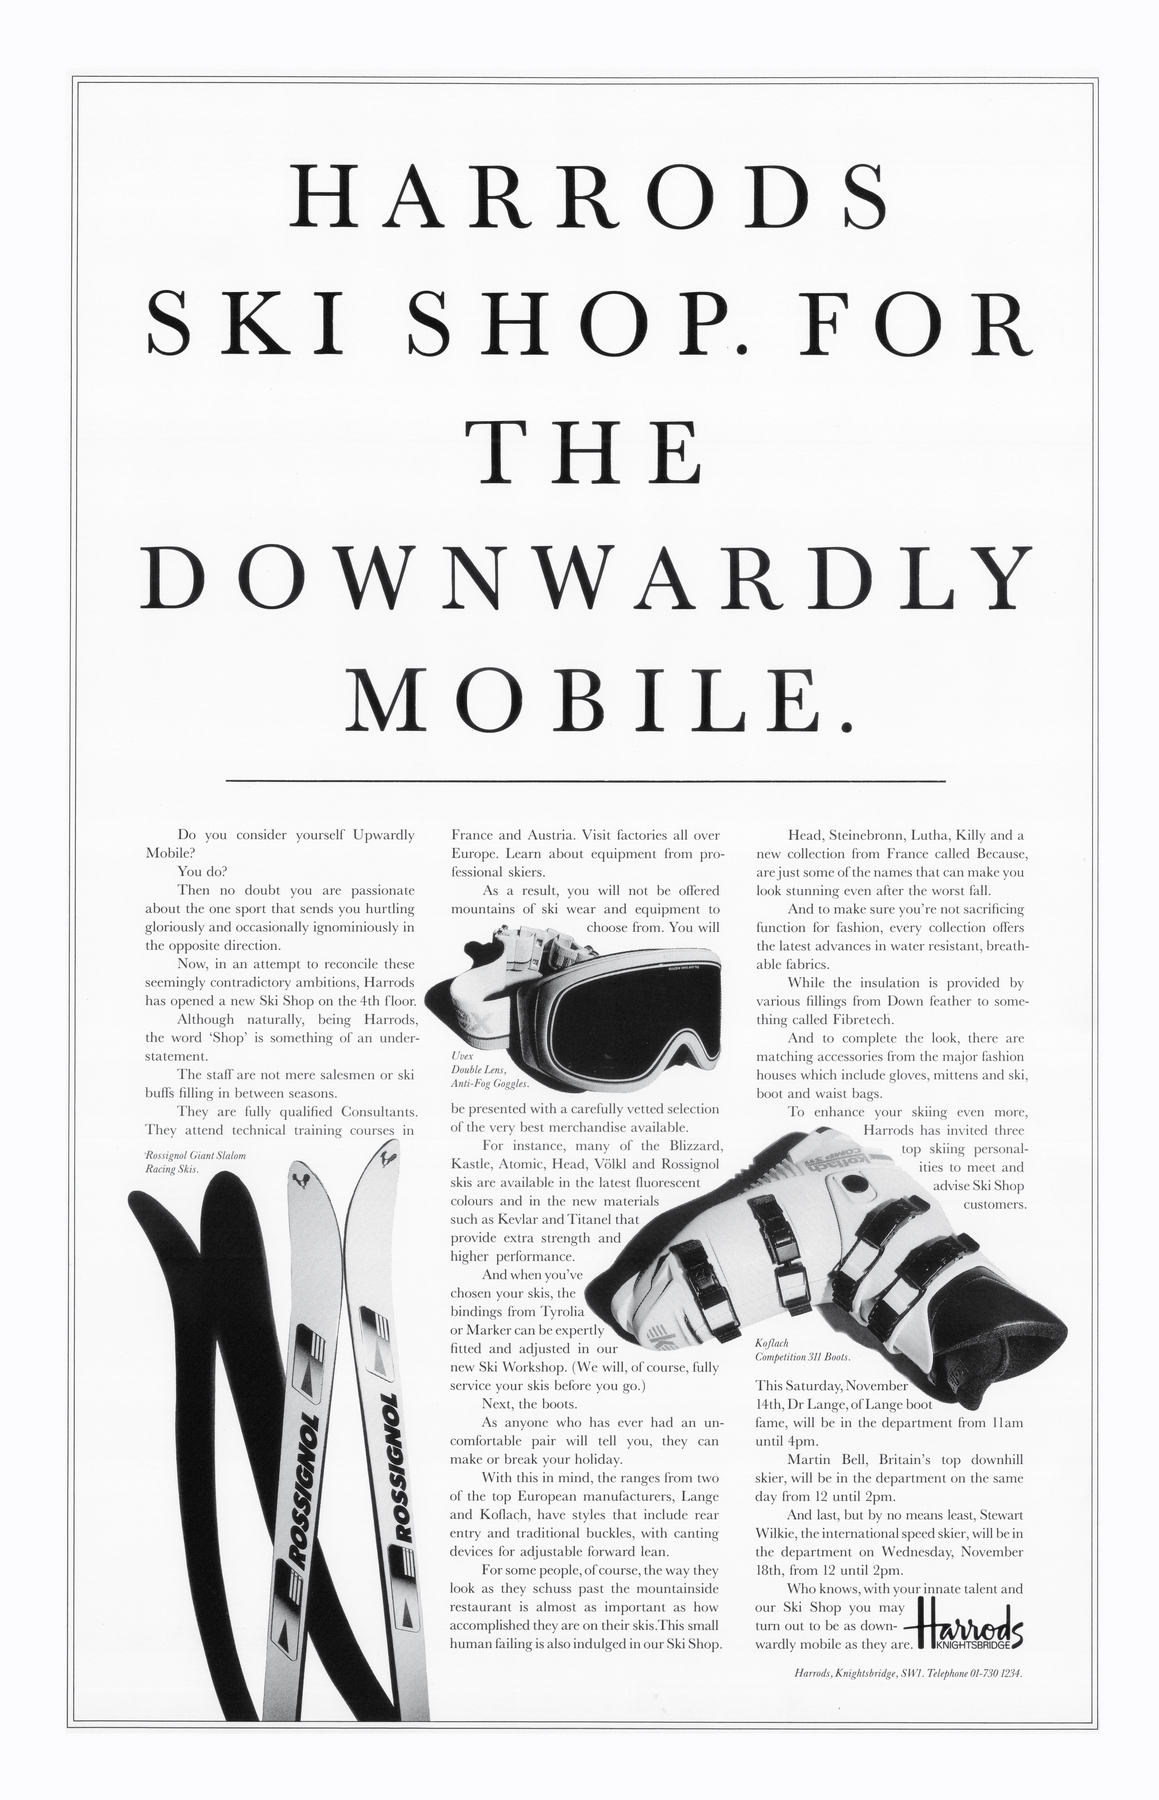 HARRODS
SKI SHOP. FOR
THE
DOWNWARDLY
MOBILE.
Do you consider yourself Upwardly
Mobile?
You do?
Then no doubt you are passionate
about the one sport that sends you hurtling
gloriously and occasionally ignominiously in
the opposite direction.
Now, in an attempt to reconcile these
seemingly contradictory ambitions, Harrods
has opened a new Ski Shop on the 4th floor.
Although naturally, being Harrods,
the word ‘Shop’ is something of an under-
statement.
The staff are not mere salesmen or ski
buffs filling in between seasons.
They are fully qualified Consultants.
They attend technical training courses in
Rossignol Giant Slalom
Racing Skis.
ROSSIGNOL
ROSSIGNOL
France and Austria. Visit factories all over
Europe. Learn about equipment from pro-
fessional skiers.
As a result, you will not be offered
mountains of ski wear and equipment to
choose from. You will
Uvex
Double Lens,
Anti-Fog Goggles.
be presented with a carefully vetted selection
of the very best merchandise available.
For instance, many of the Blizzard,
Kastle, Atomic, Head, Völkl and Rossignol
skis are available in the latest fluorescent
colours and in the new materials
such as Kevlar and Titanel that
provide extra strength and
higher performance.
And when you’ve
chosen your skis, the
bindings from Tyrolia
or Marker can be expertly
fitted and adjusted in our
new Ski Workshop. (We will, of course, fully
service your skis before you go.)
Next, the boots.
As anyone who has ever had an un-
comfortable pair will tell you, they can
make or break your holiday.
With this in mind, the ranges from two
of the top European manufacturers, Lange
and Koflach, have styles that include rear
entry and traditional buckles, with canting
devices for adjustable forward lean.
For some people, of course, the way they
look as they schuss past the mountainside
restaurant is almost as important as how
accomplished they are on their skis.This small
human failing is also indulged in our Ski Shop.
Head, Steinebronn, Lutha, Killy and a
new collection from France called Because,
are just some of the names that can make you
look stunning even after the worst fall.
And to make sure you’re not sacrificing
function for fashion, every collection offers
the latest advances in water resistant, breath-
able fabrics.
While the insulation is provided by
various fillings from Down feather to some-
thing called Fibretech.
And to complete the look, there are
matching accessories from the major fashion
houses which include gloves, mittens and ski,
boot and waist bags.
To enhance your skiing even more,
Harrods has invited three
top skiing personal-
ities to meet and
advise Ski Shop
customers.
koflach
COMP 311
Koflach
Competition 311 Boots.
This Saturday, November
14th, Dr Lange, of Lange boot
fame, will be in the department from 11am
until 4pm.
Martin Bell, Britain’s top downhill
skier, will be in the department on the same
day from 12 until 2pm.
And last, but by no means least, Stewart
Wilkie, the international speed skier, will be in
the department on Wednesday, November
18th, from 12 until 2pm.
Who knows, with your innate talent and
our Ski Shop you may
turn out to be as down-
wardly mobile as they are.
Harrods
KNIGHTSBRIDGE
Harrods, Knightsbridge, SW1. Telephone 01-730 1234.